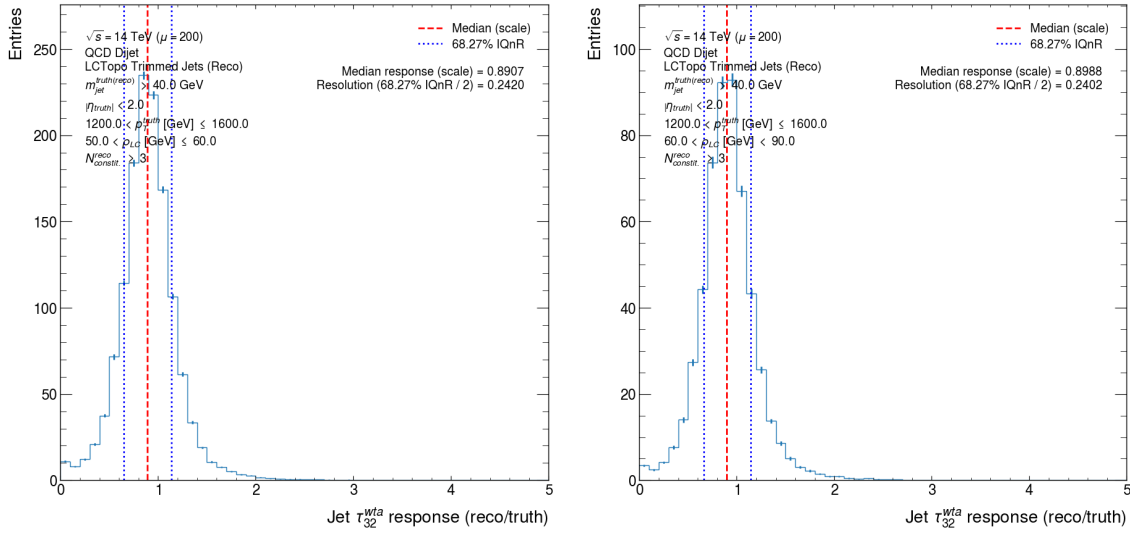 Entries
250
200
150
100
50
0
√s = 14 TeV (μ = 200)
QCD Dijet
LCTopo Trimmed Jets (Reco)
m_jet^truth(reco) > 40.0 GeV
|η_truth| < 2.0
1200.0 < p_T^truth [GeV] ≤ 1600.0
50.0 < p_LC [GeV] ≤ 60.0
N_constit.^reco > 3
Median (scale)
68.27% IQnR
Median response (scale) = 0.8907
Resolution (68.27% IQnR / 2) = 0.2420
0 1 2 3 4 5
Jet τ_32^wta response (reco/truth)
Entries
100
80
60
40
20
0
√s = 14 TeV (μ = 200)
QCD Dijet
LCTopo Trimmed Jets (Reco)
m_jet^truth(reco) > 40.0 GeV
|η_truth| < 2.0
1200.0 < p_T^truth [GeV] ≤ 1600.0
60.0 < p_LC [GeV] < 90.0
N_constit.^reco > 3
Median (scale)
68.27% IQnR
Median response (scale) = 0.8988
Resolution (68.27% IQnR / 2) = 0.2402
0 1 2 3 4 5
Jet τ_32^wta response (reco/truth)